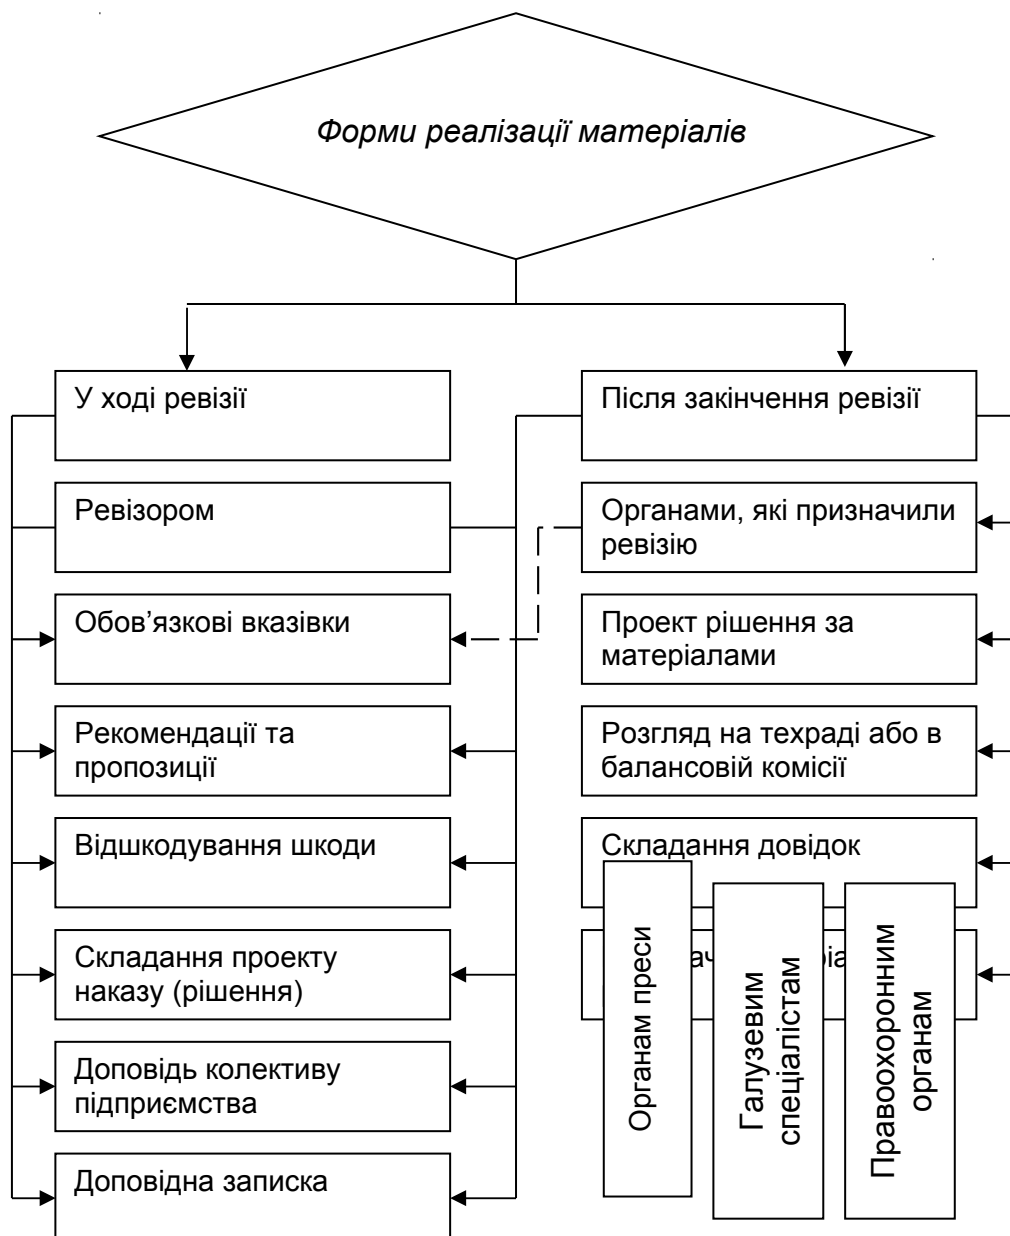 Форми реалізації матеріалів
У ході ревізії
Ревізором
Обов’язкові вказівки
Рекомендації та
пропозиції
Відшкодування шкоди
Складання проекту
наказу (рішення)
Доповідь колективу
підприємства
Доповідна записка
Після закінчення ревізії
Органами, які призначили
ревізію
Проект рішення за
матеріалами
Розгляд на техраді або в
балансовій комісії
Складання довідок
Органам преси
Галузевим
спеціалістам
Правоохоронним
органам